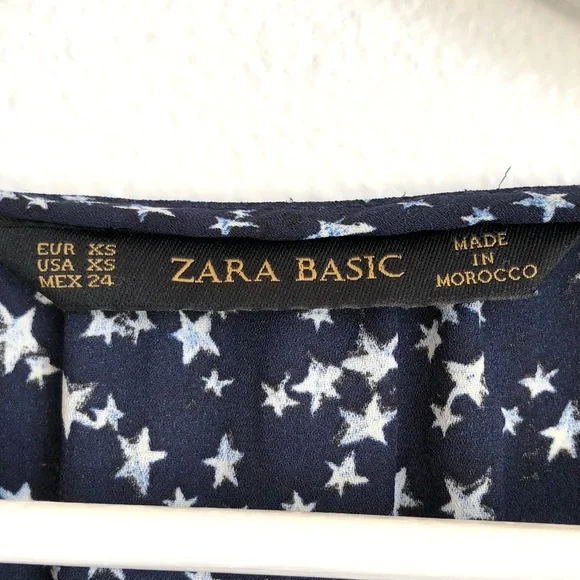 EUR XS
USA XS
MEX 24
ZARA BASIC
MADE
IN
MOROCCO